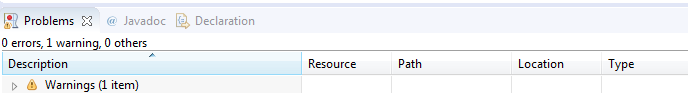 Problems @ Javadoc Declaration
0 errors, 1 warning, 0 others
Description Resource Path Location Type
Warnings (1 item)